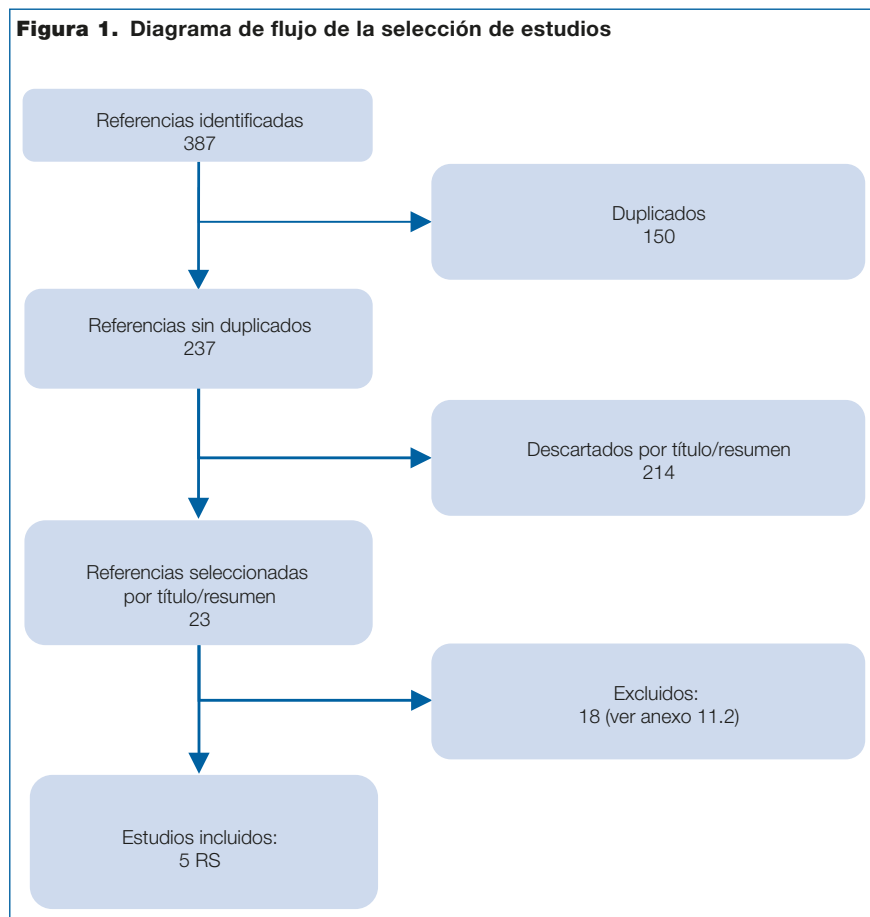 Figura 1. Diagrama de flujo de la selección de estudios
Referencias identificadas
387
Duplicados
150
Referencias sin duplicados
237
Descartados por título/resumen
214
Referencias seleccionadas
por título/resumen
23
Excluidos:
18 (ver anexo 11.2)
Estudios incluidos:
5 RS